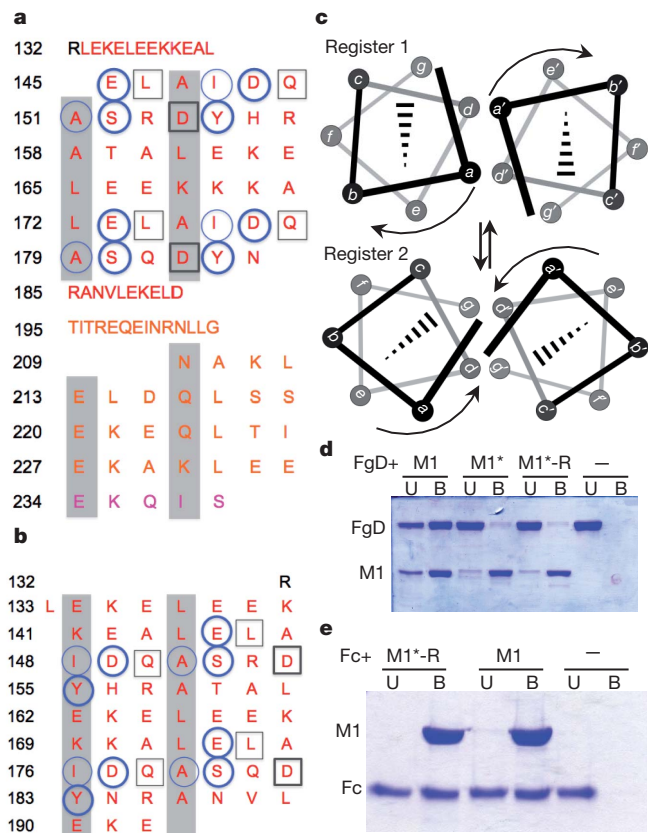 a
132 RLEKELEEKKEAL
145 E L A I D Q
151 A S R D Y H R
158 A T A L E K E
165 L E E K K K A
172 L E L A I D Q
179 A S Q D Y N
185 RANVLEKELD
195 TITREQEINRNLLG
209 N A K L
213 E L D Q L S S
220 E K E Q L T I
227 E K A K L E E
234 E K Q I S
b
132 R
133 L E K E L E E K
141 K E A L E L A
148 I D Q A S R D
155 Y H R A T A L
162 E K E L E E K
169 K K A L E L A
176 I D Q A S Q D
183 Y N R A N V L
190 E K E
c
Register 1
g c d f b a e
e' b' a' f' d' c' g'
Register 2
c f g b d e a
a' d' e' g' b' f' c'
d
FgD+ M1 M1* M1*-R –
U B U B U B U B
FgD
M1
e
Fc+ M1*-R M1 –
U B U B U B
M1
Fc